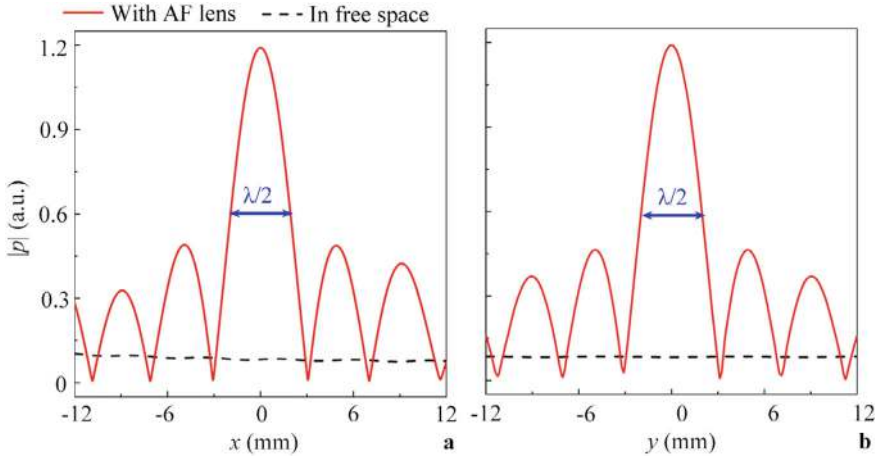 With AF lens In free space
1.2
0.9
0.6
0.3
0
|p| (a.u.)
λ/2
-12 -6 0 6 12
x (mm) a
λ/2
-12 -6 0 6 12
y (mm) b